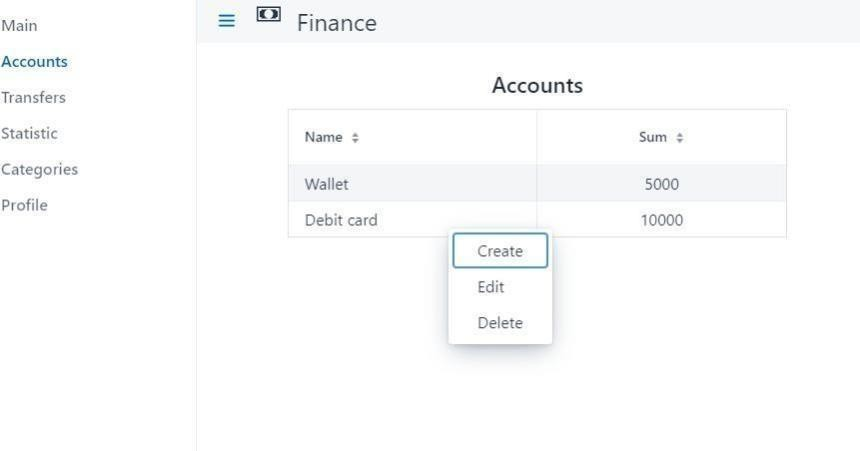 Main
Accounts
Transfers
Statistic
Categories
Profile
Finance
Accounts
Name Sum
Wallet 5000
Debit card 10000
Create
Edit
Delete